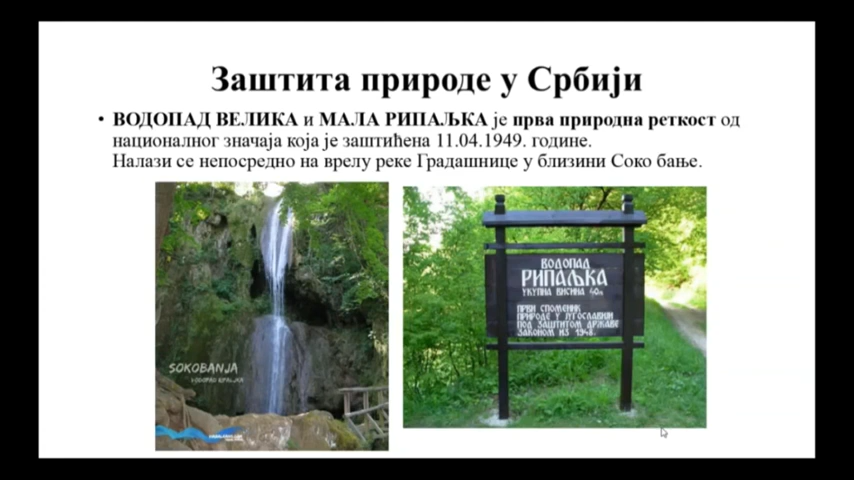 Заштита природе у Србији
• ВОДОПАД ВЕЛИКА и МАЛА РИПАЉКА је прва природна реткост од
националног значаја која је заштићена 11.04.1949. године.
Налази се непосредно на врелу реке Градашнице у близини Соко бање.
SOKOBANJA
ВОДОПАД
РИПАЉКА
УКУПНА ВИСИНА 40м
ПРВИ СПОМЕНИК
ПРИРОДЕ У ЈУГОСЛАВИЈИ
ПОД ЗАШТИТОМ ДРЖАВЕ
ЗАКОНОМ ИЗ 1948.